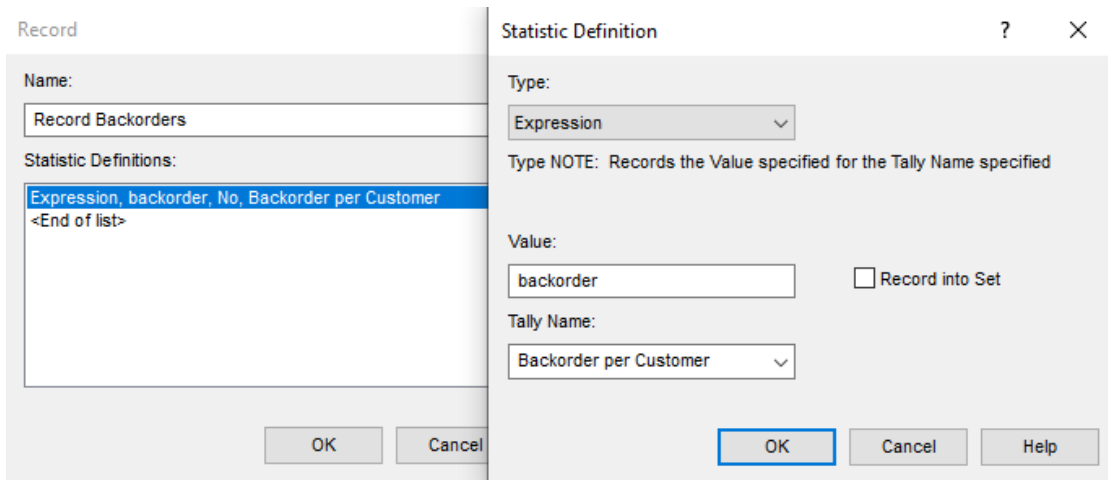 Record
Name:
Record Backorders
Statistic Definitions:
Expression, backorder, No, Backorder per Customer
<End of list>
OK
Cancel
Statistic Definition
?
Type:
Expression
Type NOTE: Records the Value specified for the Tally Name specified
Value:
backorder
Record into Set
Tally Name:
Backorder per Customer
OK
Cancel
Help